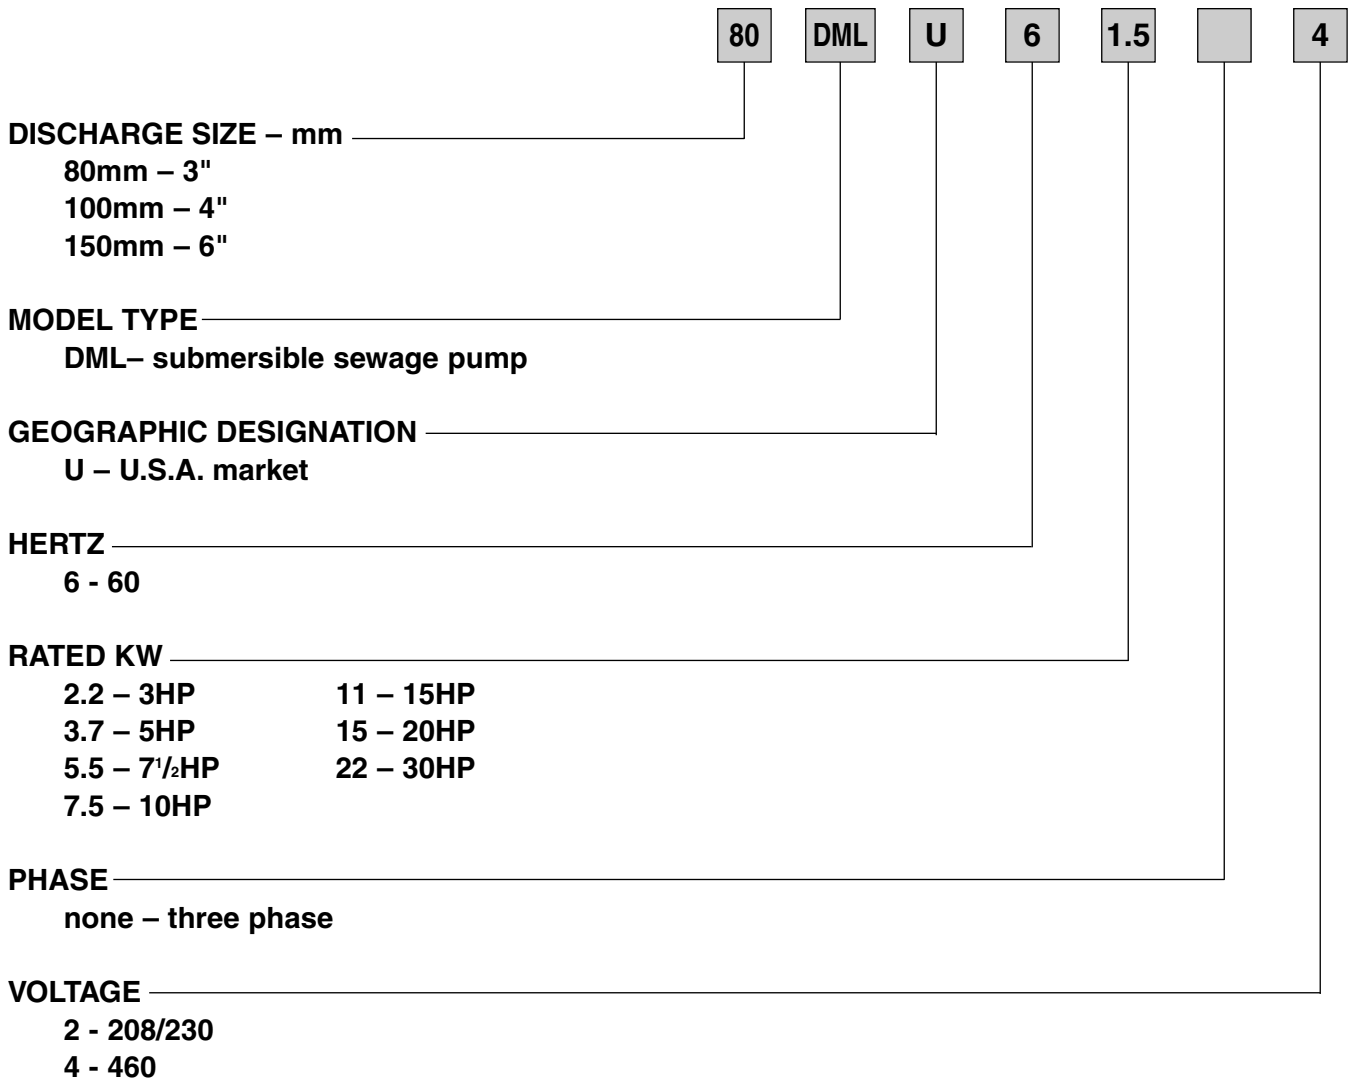 80 DML U 6 1.5 4
DISCHARGE SIZE – mm
80mm – 3"
100mm – 4"
150mm – 6"
MODEL TYPE
DML– submersible sewage pump
GEOGRAPHIC DESIGNATION
U – U.S.A. market
HERTZ
6 - 60
RATED KW
2.2 – 3HP 11 – 15HP
3.7 – 5HP 15 – 20HP
5.5 – 7 1/2HP 22 – 30HP
7.5 – 10HP
PHASE
none – three phase
VOLTAGE
2 - 208/230
4 - 460